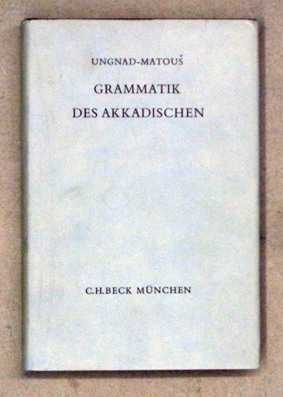 UNGNAD-MATOUŠ
GRAMMATIK
DES AKKADISCHEN
C.H.BECK MÜNCHEN